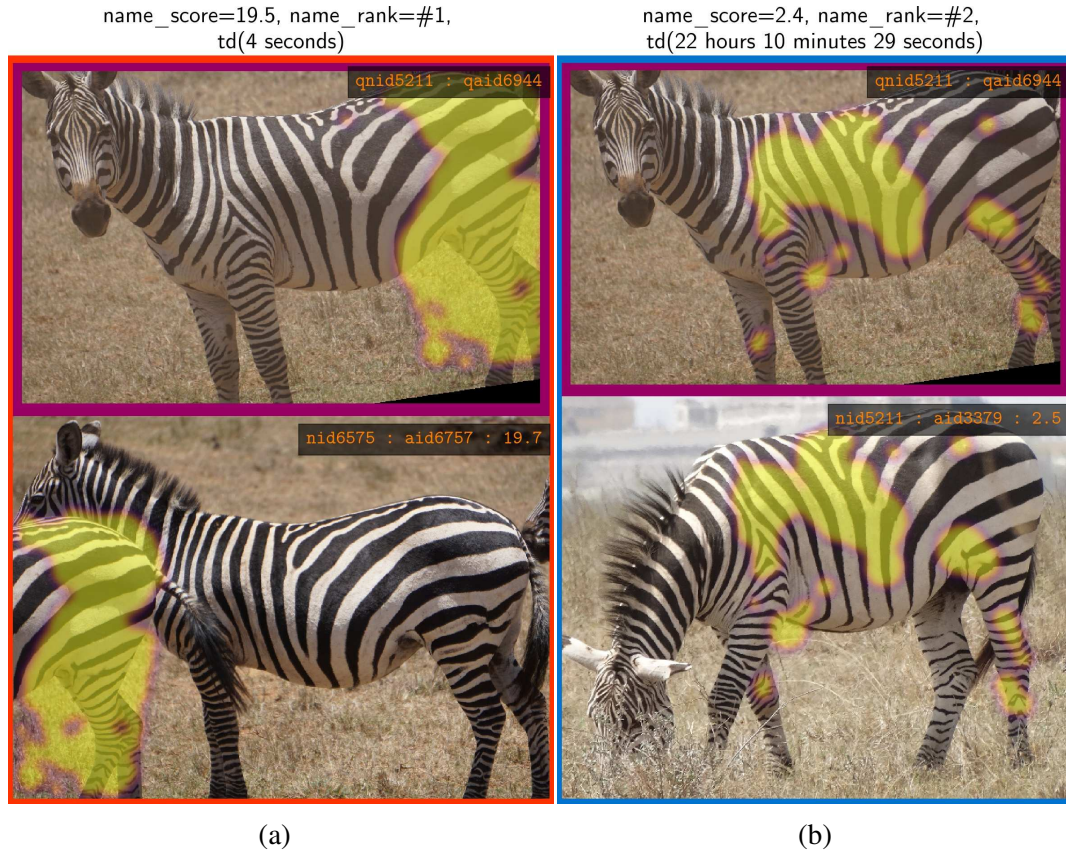 name_score=19.5, name_rank=#1,
td(4 seconds)
qnid5211 : qaid6944
nid6575 : aid6757 : 19.7
(a)
name_score=2.4, name_rank=#2,
td(22 hours 10 minutes 29 seconds)
qnid5211 : qaid6944
nid5211 : aid3379 : 2.5
(b)